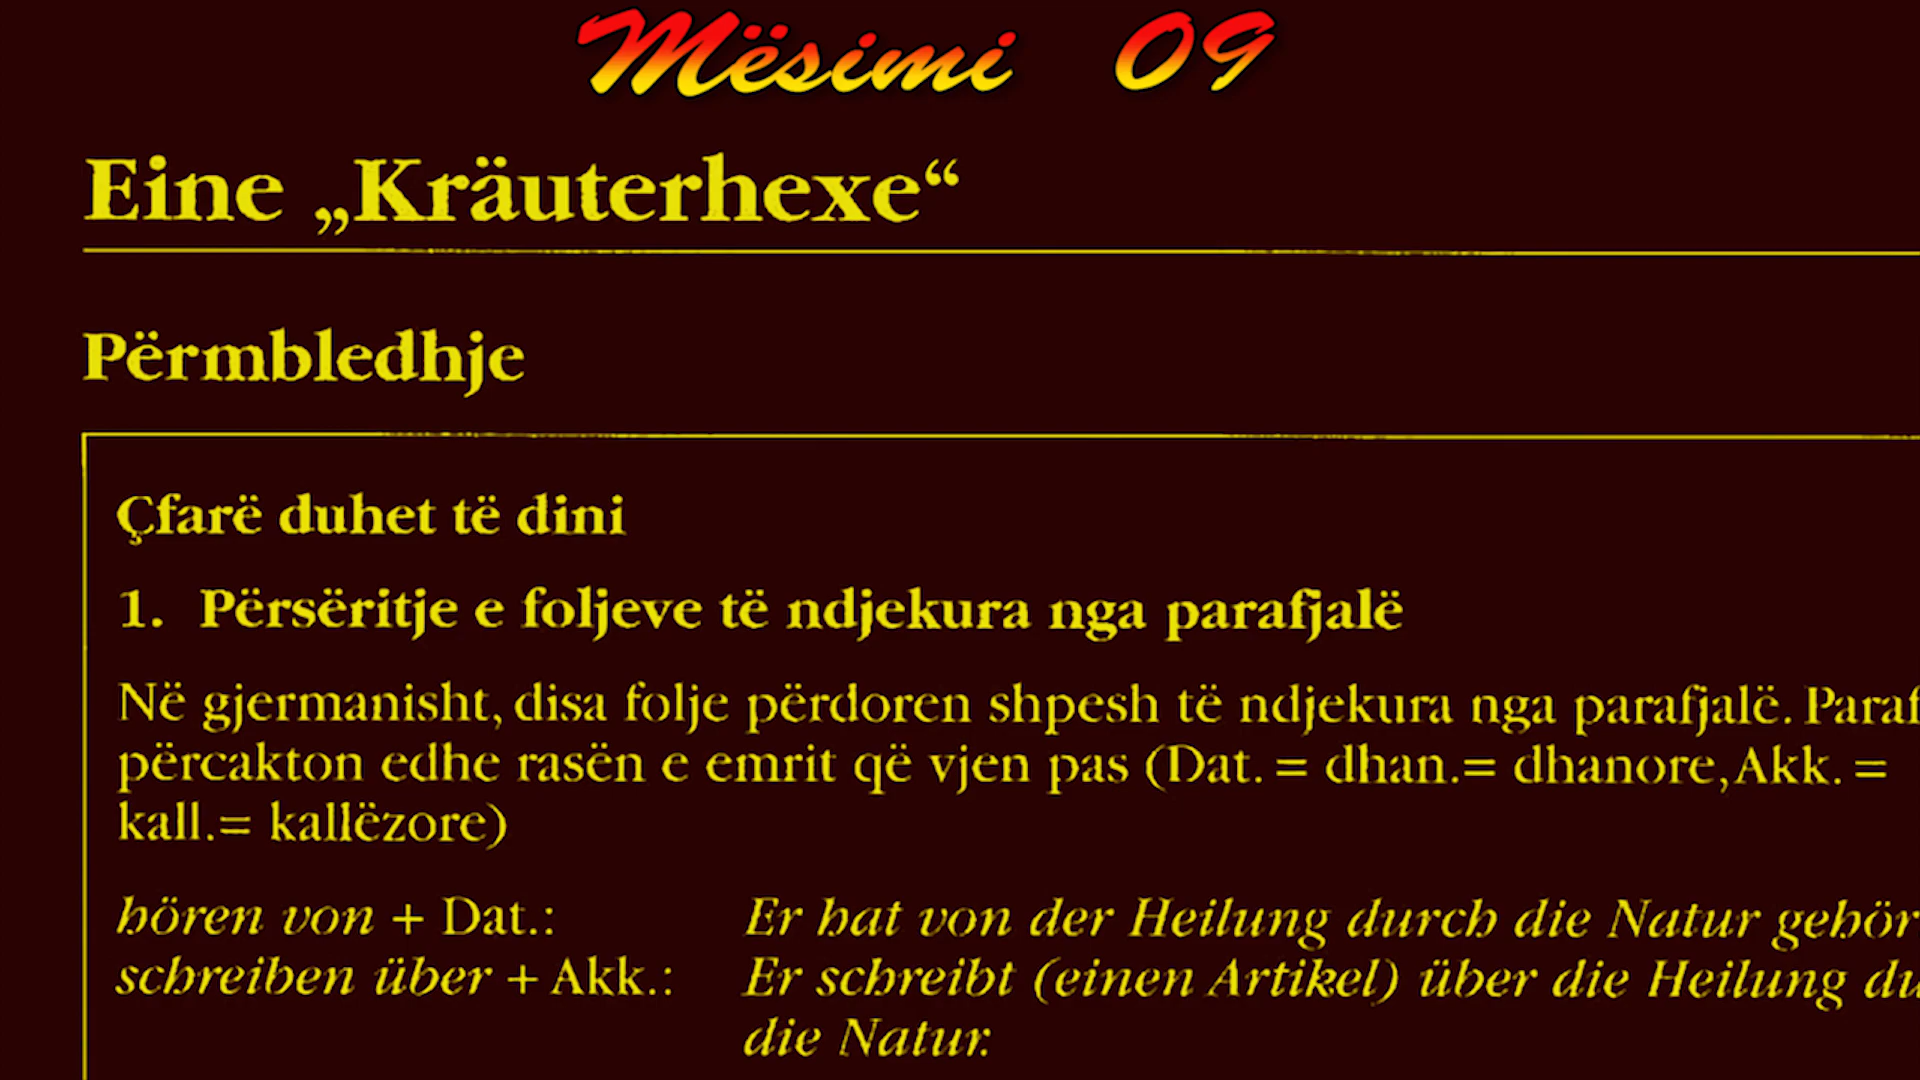 Mësimi 09
Eine „Kräuterhexe“
Përmbledhje
Çfarë duhet të dini
1. Përsëritje e foljeve të ndjekura nga parafjalë
Në gjermanisht, disa folje përdoren shpesh të ndjekura nga parafjalë. Paraf
përcakton edhe rasën e emrit që vjen pas (Dat. = dhan.= dhanore, Akk. =
kall.= kallëzore)
hören von + Dat.: Er hat von der Heilung durch die Natur gehör
schreiben über + Akk.: Er schreibt (einen Artikel) über die Heilung du
die Natur.